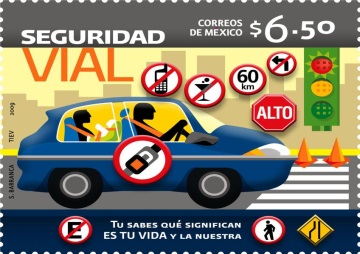 SEGURIDAD
VIAL
CORREOS
DE MEXICO
$6.50
60
km
ALTO
S. BARRANCA TIEV 2009
E
TU SABES QUÉ SIGNIFICAN
ES TU VIDA Y LA NUESTRA